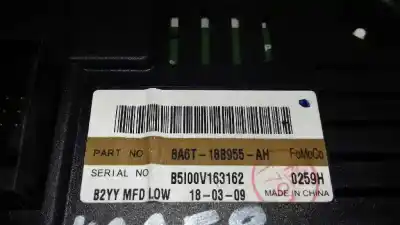 PART NO 8A6T-18B955-AH FoMoCo
SERIAL NO B5I00V163162 0259H
B2YY MFD LOW 18-03-09 MADE IN CHINA